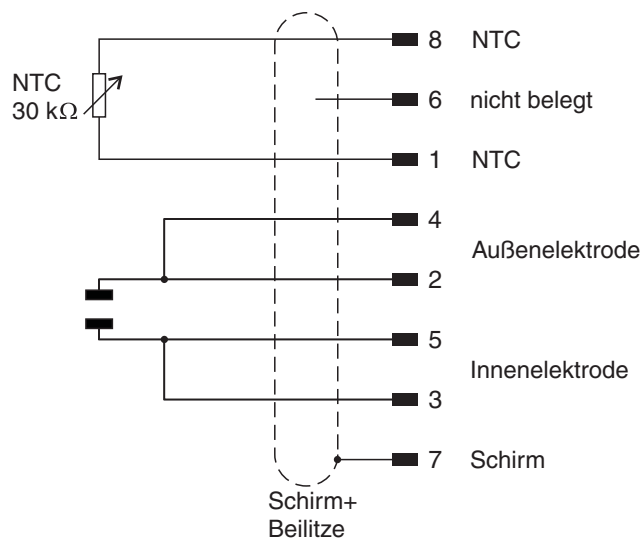 8 NTC
NTC
30 kΩ
6 nicht belegt
1 NTC
4
Außenelektrode
2
5
Innenelektrode
3
7 Schirm
Schirm+
Beilitze